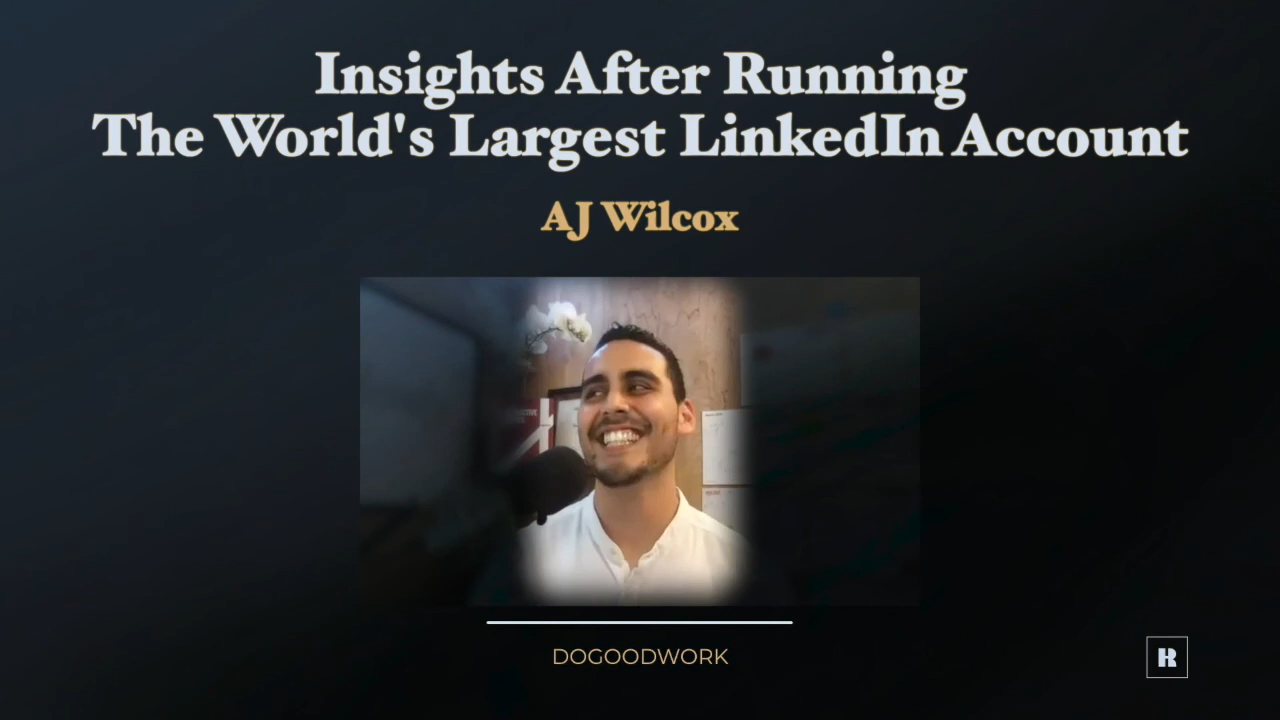 Insights After Running
The World's Largest LinkedIn Account
AJ Wilcox
DOGOODWORK
R